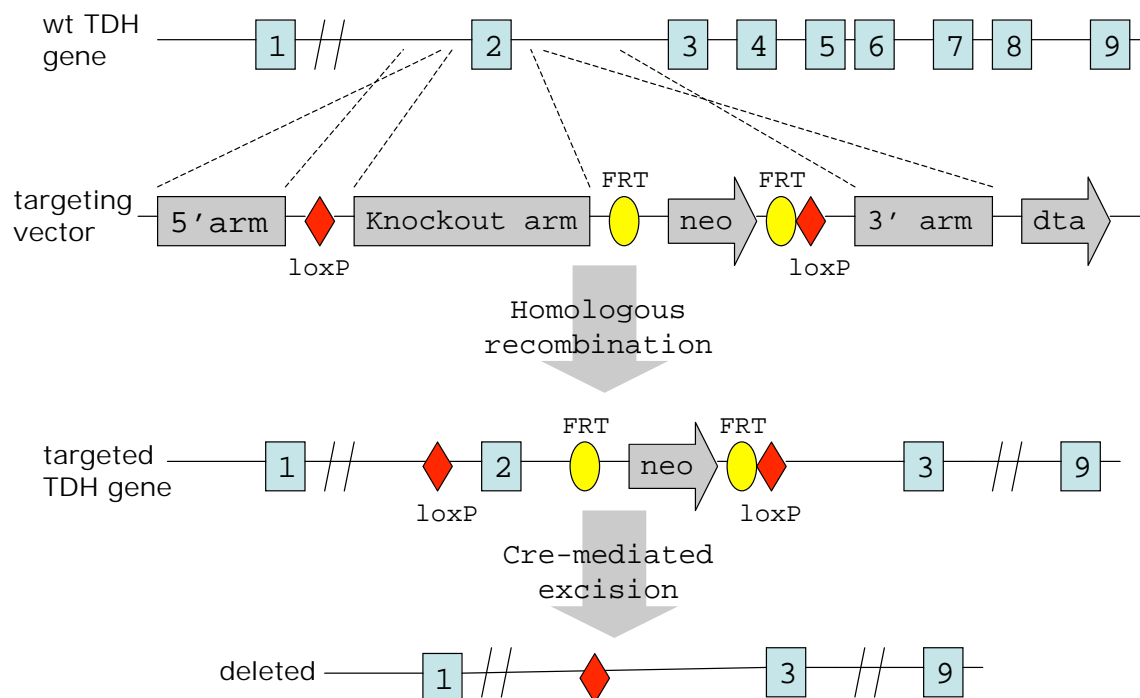 wt TDH
gene
1 2 3 4 5 6 7 8 9
targeting
vector
5'arm
loxP
Knockout arm
FRT
neo
FRT
loxP
3' arm
dta
Homologous
recombination
targeted
TDH gene
1
loxP
2
FRT
neo
FRT
loxP
3
9
Cre-mediated
excision
deleted
1
3
9